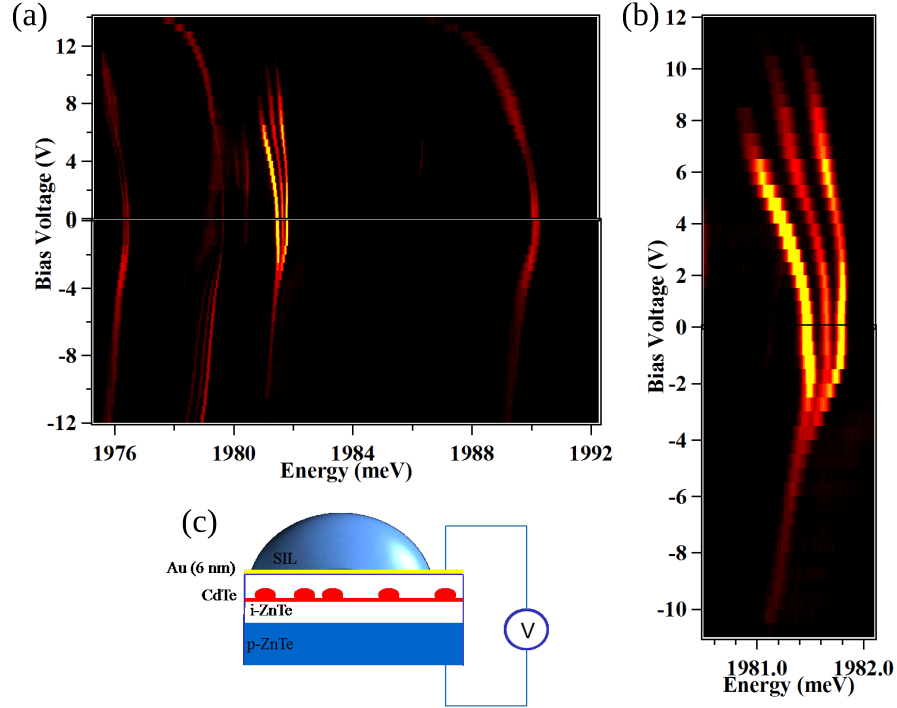 (a)
12
8
4
0
-4
-8
-12
Bias Voltage (V)
1976
1980
1984
1988
1992
Energy (meV)
(b)
12
10
8
6
4
2
0
-2
-4
-6
-8
-10
Bias Voltage (V)
1981.0
1982.0
Energy (meV)
(c)
SIL
Au (6 nm)
CdTe
i-ZnTe
p-ZnTe
V